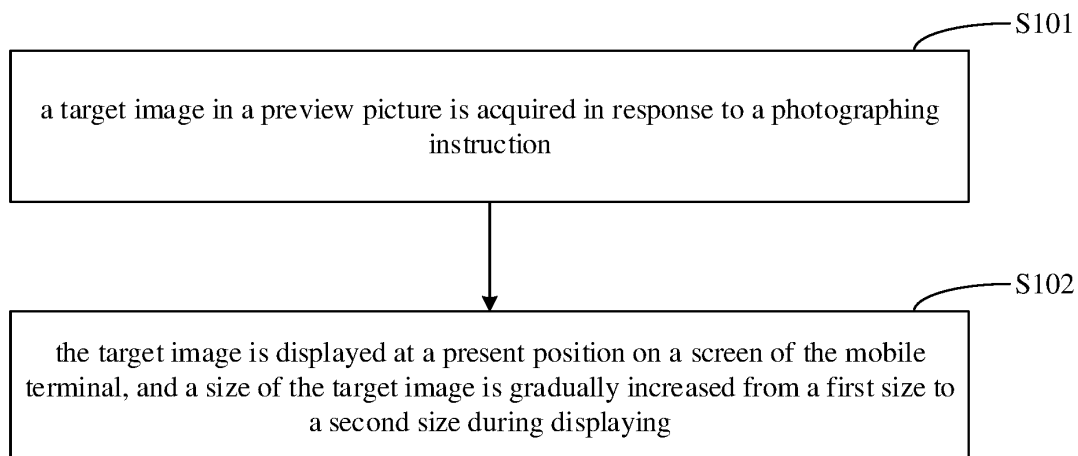 S101
a target image in a preview picture is acquired in response to a photographing
instruction
S102
the target image is displayed at a present position on a screen of the mobile
terminal, and a size of the target image is gradually increased from a first size to
a second size during displaying